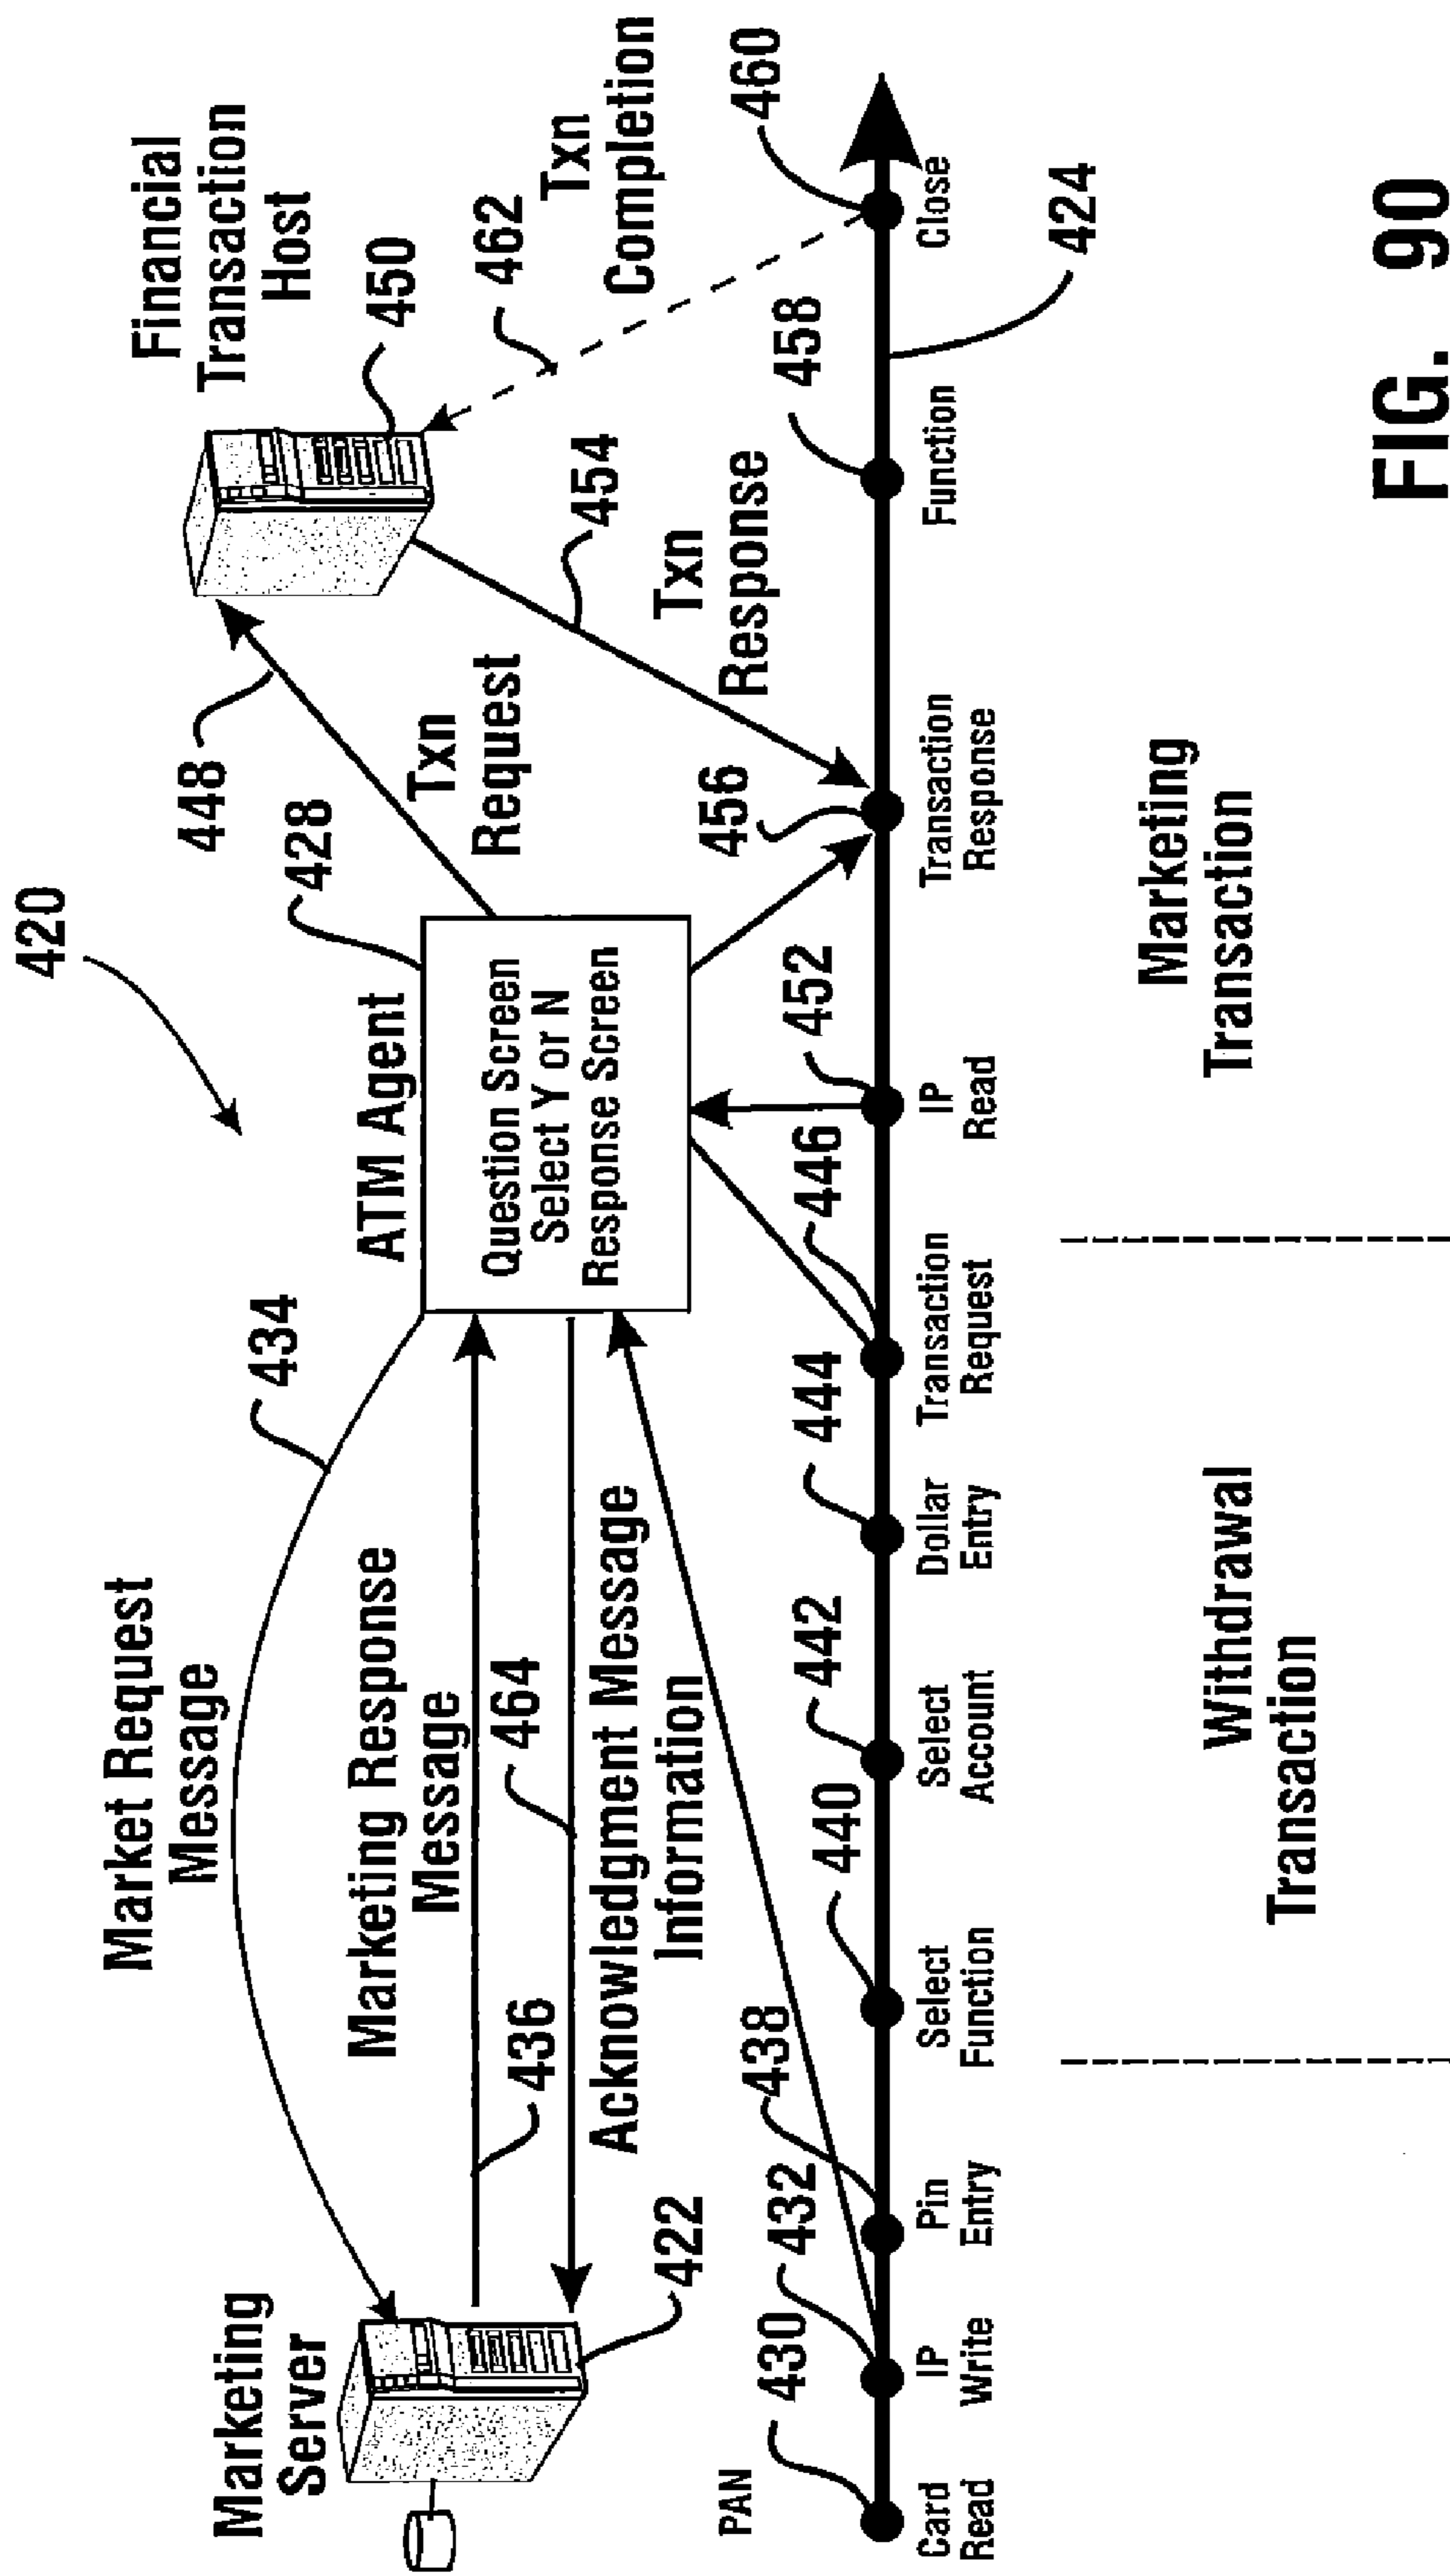 420
Market Request
Message
434
Marketing
Server
Marketing Response
Message
436
464
Acknowledgment Message
Information
422
ATM Agent
428
Question Screen
Select Y or N
Response Screen
448
Txn
Request
Financial
Transaction
Host
450
454
Txn
Response
462
Txn
Completion
PAN
430
432
438
440
442
444
446
452
456
458
460
Card
Read
IP
Write
Pin
Entry
Select
Function
Select
Account
Dollar
Entry
Transaction
Request
IP
Read
Transaction
Response
Function
Close
424
Withdrawal
Transaction
Marketing
Transaction
FIG. 90